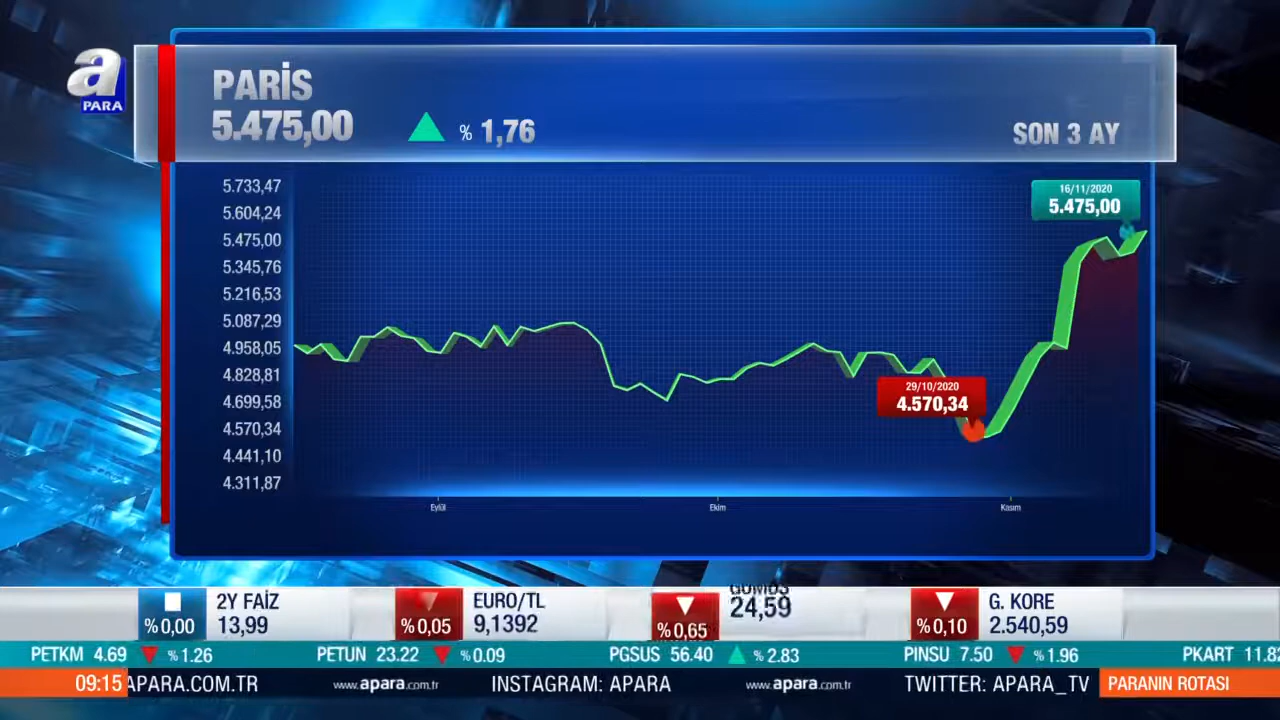 a
PARA
PARİS
5.475,00
% 1,76
SON 3 AY
5.733,47
5.604,24
5.475,00
5.345,76
5.216,53
5.087,29
4.958,05
4.828,81
4.699,58
4.570,34
4.441,10
4.311,87
16/11/2020
5.475,00
29/10/2020
4.570,34
Eylül
Ekim
Kasım
%0,00
2Y FAİZ
13,99
%0,05
EURO/TL
9,1392
%0,65
GÜMÜŞ
24,59
%0,10
G. KORE
2.540,59
PETKM 4.69 %1.26 PETUN 23.22 %0.09 PGSUS 56.40 %2.83 PINSU 7.50 %1.96 PKART 11.82
09:15 APARA.COM.TR www.apara.com.tr INSTAGRAM: APARA www.apara.com.tr TWITTER: APARA_TV PARANIN ROTASI